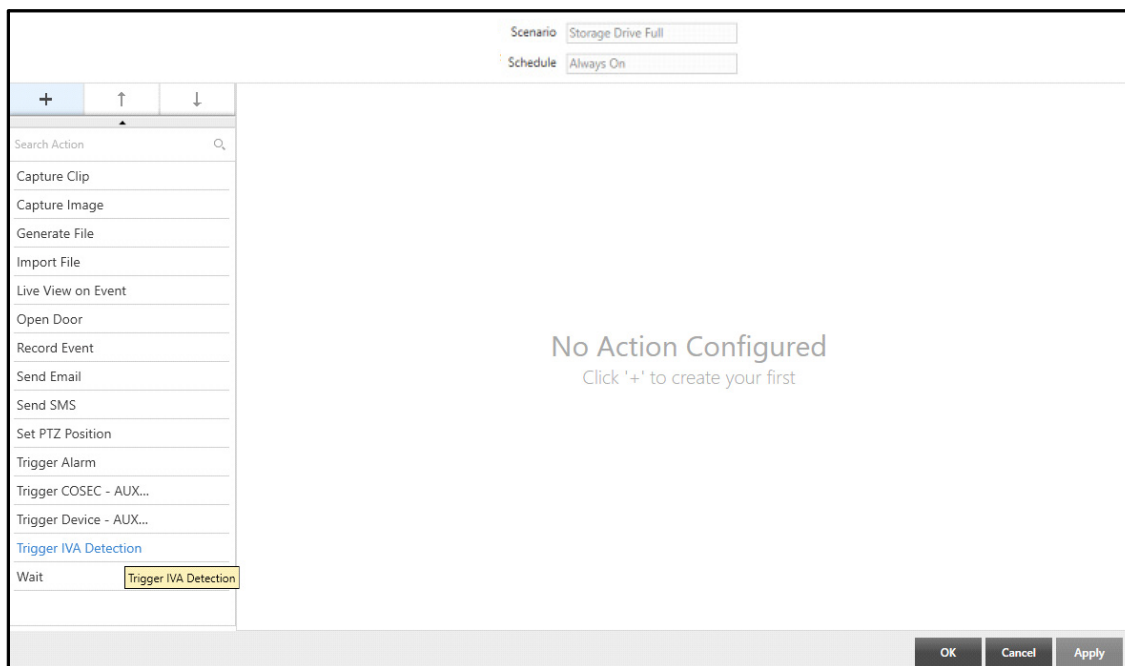 Scenario Storage Drive Full
Schedule Always On
Search Action
Capture Clip
Capture Image
Generate File
Import File
Live View on Event
Open Door
Record Event
Send Email
Send SMS
Set PTZ Position
Trigger Alarm
Trigger COSEC - AUX...
Trigger Device - AUX...
Trigger IVA Detection
Wait
Trigger IVA Detection
No Action Configured
Click '+' to create your first
OK Cancel Apply